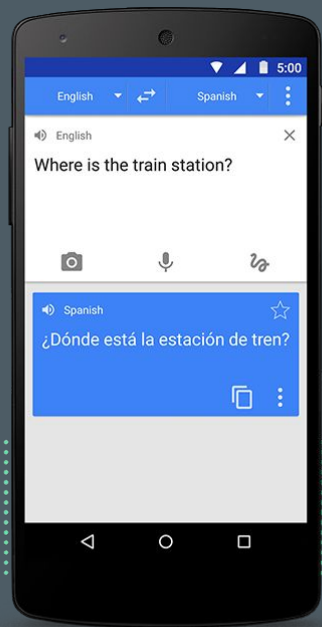 5:00
English Spanish
English
Where is the train station?
Spanish
¿Dónde está la estación de tren?